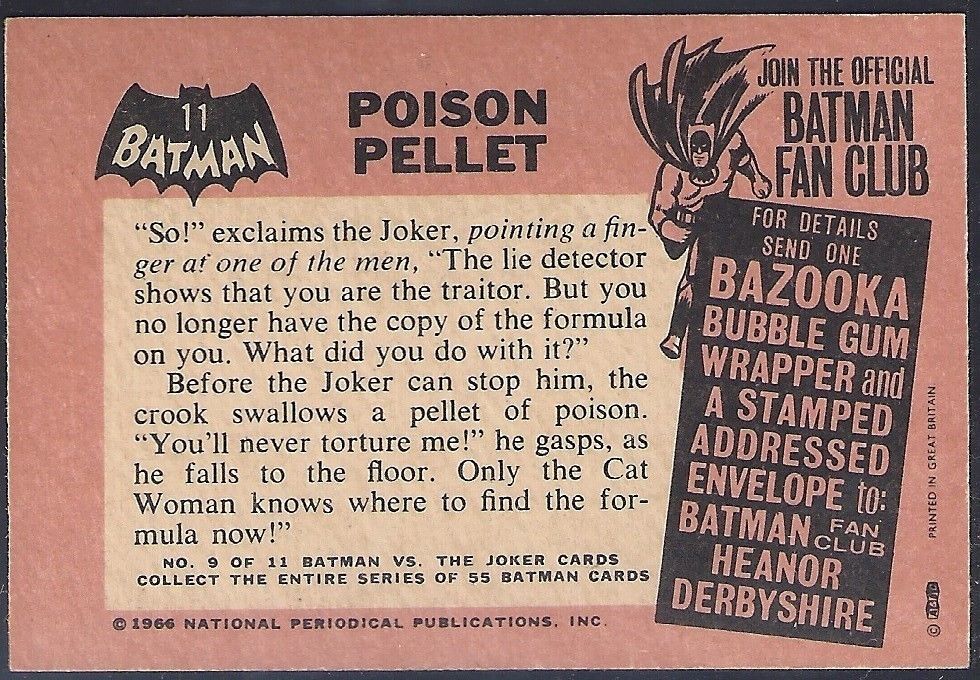 11
BATMAN
POISON
PELLET
“So!” exclaims the Joker, pointing a fin-
ger at one of the men, “The lie detector
shows that you are the traitor. But you
no longer have the copy of the formula
on you. What did you do with it?”
Before the Joker can stop him, the
crook swallows a pellet of poison.
“You’ll never torture me!” he gasps, as
he falls to the floor. Only the Cat
Woman knows where to find the for-
mula now!”
NO. 9 OF 11 BATMAN VS. THE JOKER CARDS
COLLECT THE ENTIRE SERIES OF 55 BATMAN CARDS
© 1966 NATIONAL PERIODICAL PUBLICATIONS, INC.
JOIN THE OFFICIAL
BATMAN
FAN CLUB
FOR DETAILS
SEND ONE
BAZOOKA
BUBBLE GUM
WRAPPER and
A STAMPED
ADDRESSED
ENVELOPE to:
BATMAN FAN CLUB
HEANOR
DERBYSHIRE
PRINTED IN GREAT BRITAIN
© A&BC